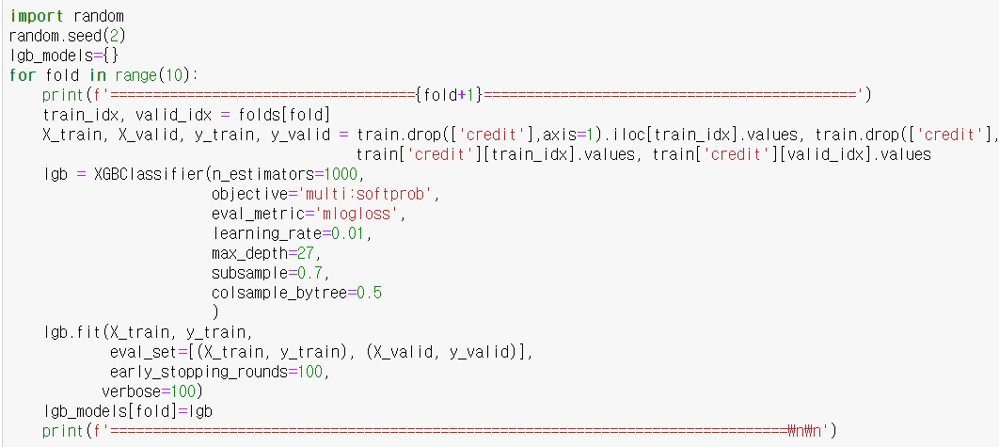 import random
random.seed(2)
lgb_models={}
for fold in range(10):
    print(f'===================================={fold+1}============================================')
    train_idx, valid_idx = folds[fold]
    X_train, X_valid, y_train, y_valid = train.drop(['credit'],axis=1).iloc[train_idx].values, train.drop(['credit'],
                                         train['credit'][train_idx].values, train['credit'][valid_idx].values
    lgb = XGBClassifier(n_estimators=1000,
                        objective='multi:softprob',
                        eval_metric='mlogloss',
                        learning_rate=0.01,
                        max_depth=27,
                        subsample=0.7,
                        colsample_bytree=0.5
                        )
    lgb.fit(X_train, y_train,
            eval_set=[(X_train, y_train), (X_valid, y_valid)],
            early_stopping_rounds=100,
           verbose=100)
    lgb_models[fold]=lgb
    print(f'================================================================================₩n₩n')